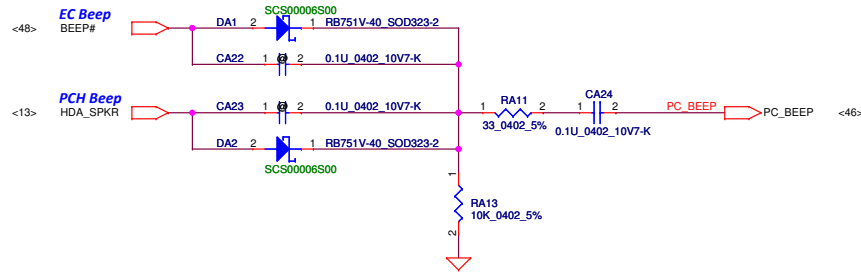 EC Beep
<48> BEEP#
SCS00006S00
DA1 2 1 RB751V-40_SOD323-2
CA22 1 @ 2 0.1U_0402_10V7-K
PCH Beep
<13> HDA_SPKR
CA23 1 @ 2 0.1U_0402_10V7-K
DA2 2 1 RB751V-40_SOD323-2
SCS00006S00
1 RA11 2
33_0402_5%
CA24
1 2
0.1U_0402_10V7-K
PC_BEEP
PC_BEEP <46>
1
RA13
10K_0402_5%
2